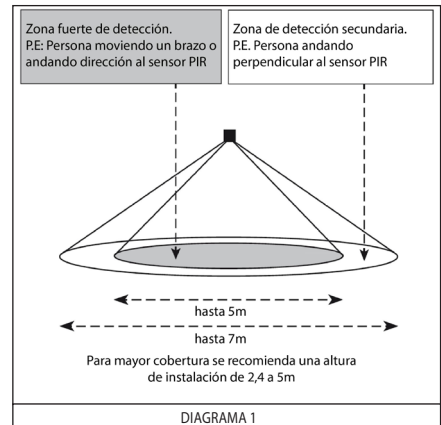 Zona fuerte de detección.
P.E: Persona moviendo un brazo o
andando dirección al sensor PIR
Zona de detección secundaria.
P.E. Persona andando
perpendicular al sensor PIR
hasta 5m
hasta 7m
Para mayor cobertura se recomienda una altura
de instalación de 2,4 a 5m
DIAGRAMA 1